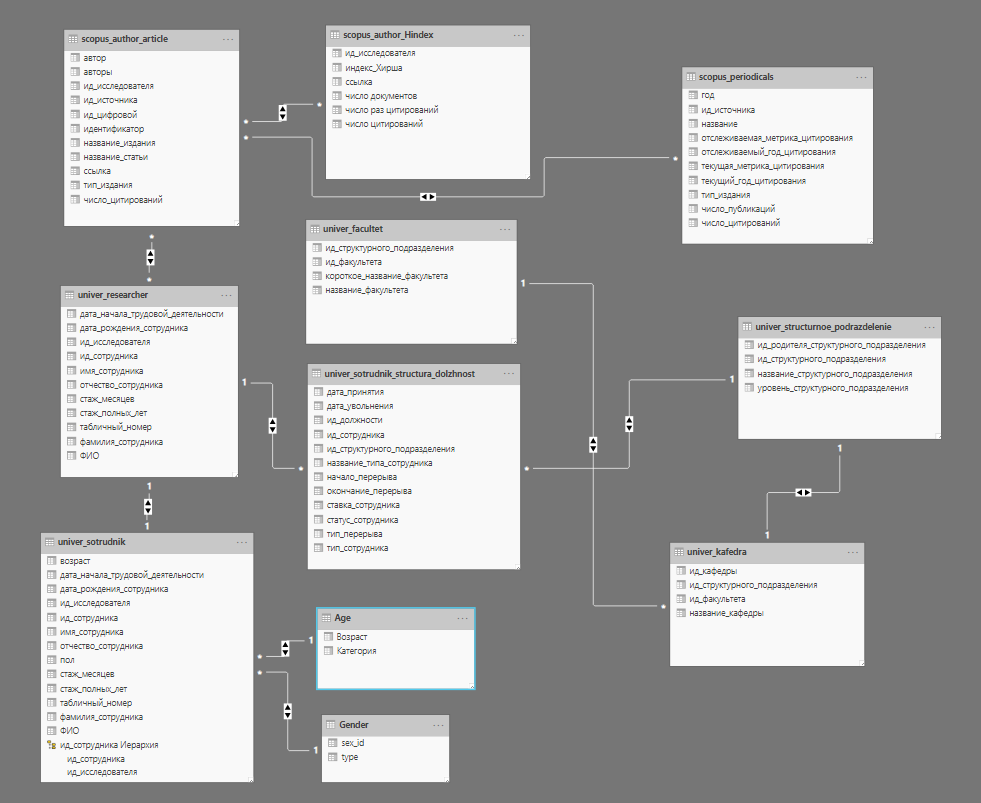 scopus_author_article
автор
авторы
ид_исследователя
ид_источника
ид_цифровой
идентификатор
название_издания
название_статьи
ссылка
тип_издания
число_цитирований
scopus_author_Hindex
ид_исследователя
индекс_Хирша
ссылка
число документов
число раз цитирований
число цитирований
scopus_periodicals
год
ид_источника
название
отслеживаемая_метрика_цитирования
отслеживаемый_год_цитирования
текущая_метрика_цитирования
текущий_год_цитирования
тип_издания
число_публикаций
число_цитирований
univer_facultet
ид_структурного_подразделения
ид_факультета
короткое_название_факультета
название_факультета
1
univer_researcher
дата_начала_трудовой_деятельности
дата_рождения_сотрудника
ид_исследователя
ид_сотрудника
имя_сотрудника
отчество_сотрудника
стаж_месяцев
стаж_полных_лет
табличный_номер
фамилия_сотрудника
ФИО
1
1
1
univer_sotrudnik_structura_dolzhnost
дата_принятия
дата_увольнения
ид_должности
ид_сотрудника
ид_структурного_подразделения
название_типа_сотрудника
начало_перерыва
окончание_перерыва
ставка_сотрудника
статус_сотрудника
тип_перерыва
тип_сотрудника
univer_structurnoe_podrazdelenie
ид_родителя_структурного_подразделения
ид_структурного_подразделения
название_структурного_подразделения
уровень_структурного_подразделения
1
1
1
univer_sotrudnik
возраст
дата_начала_трудовой_деятельности
дата_рождения_сотрудника
ид_исследователя
ид_сотрудника
имя_сотрудника
отчество_сотрудника
пол
стаж_месяцев
стаж_полных_лет
табличный_номер
фамилия_сотрудника
ФИО
ид_сотрудника Иерархия
ид_сотрудника
ид_исследователя
univer_kafedra
ид_кафедры
ид_структурного_подразделения
ид_факультета
название_кафедры
1
Age
Возраст
Категория
1
Gender
sex_id
type